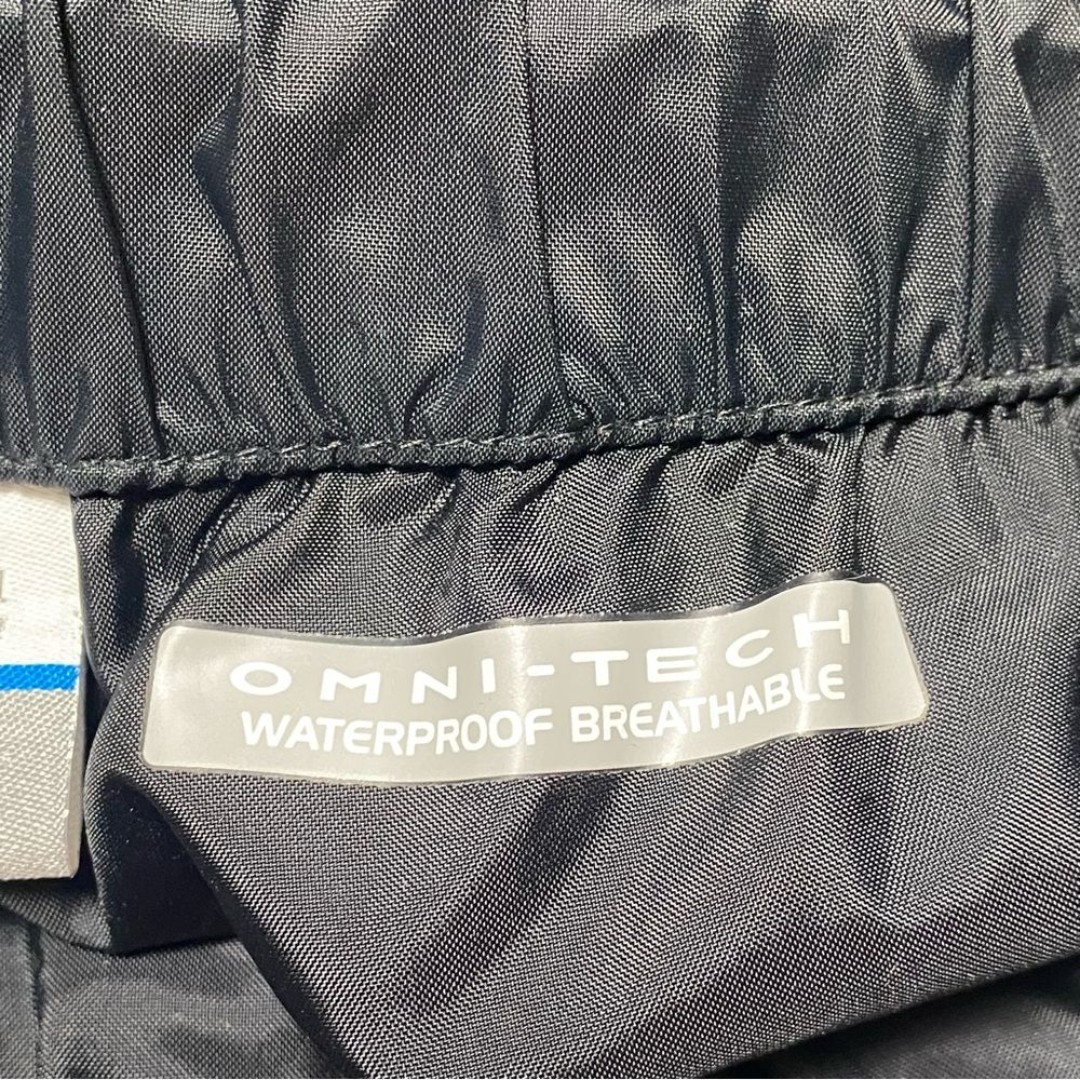 OMNI-TECH
WATERPROOF BREATHABLE